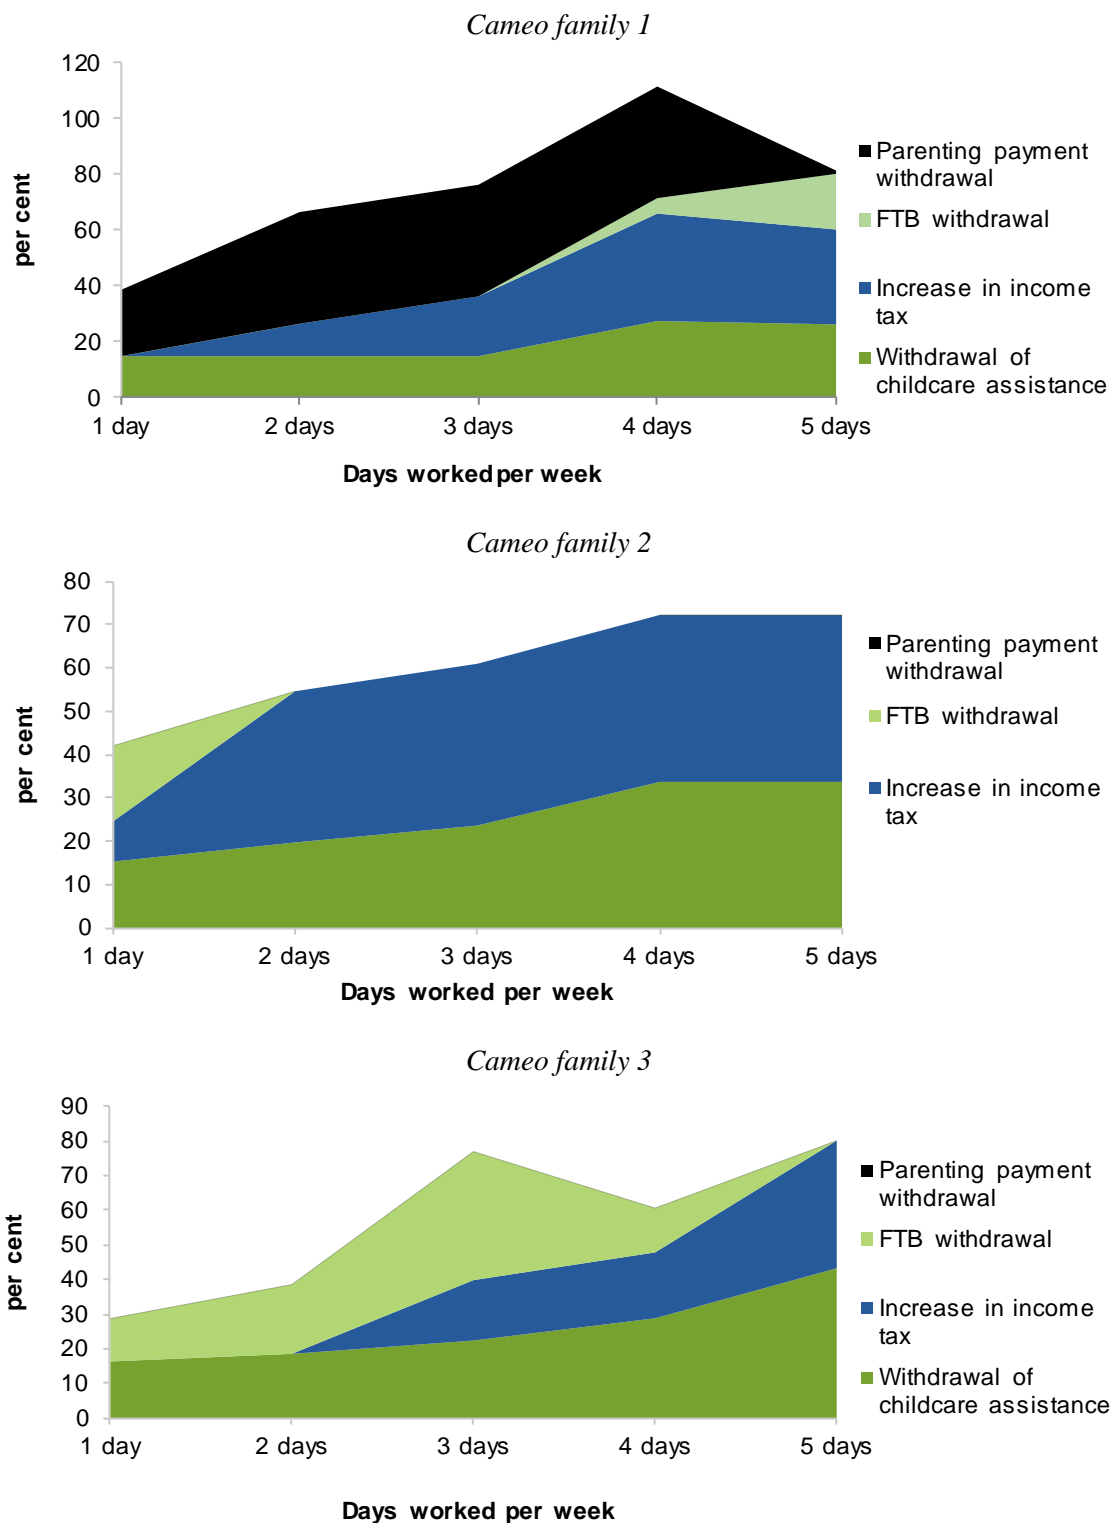 Cameo family 1
120
100
80
60
40
20
0
per cent
1 day
2 days
3 days
4 days
5 days
Days worked per week
Parenting payment
withdrawal
FTB withdrawal
Increase in income
tax
Withdrawal of
childcare assistance
Cameo family 2
80
70
60
50
40
30
20
10
0
per cent
1 day
2 days
3 days
4 days
5 days
Days worked per week
Parenting payment
withdrawal
FTB withdrawal
Increase in income
tax
Cameo family 3
90
80
70
60
50
40
30
20
10
0
per cent
1 day
2 days
3 days
4 days
5 days
Days worked per week
Parenting payment
withdrawal
FTB withdrawal
Increase in income
tax
Withdrawal of
childcare assistance